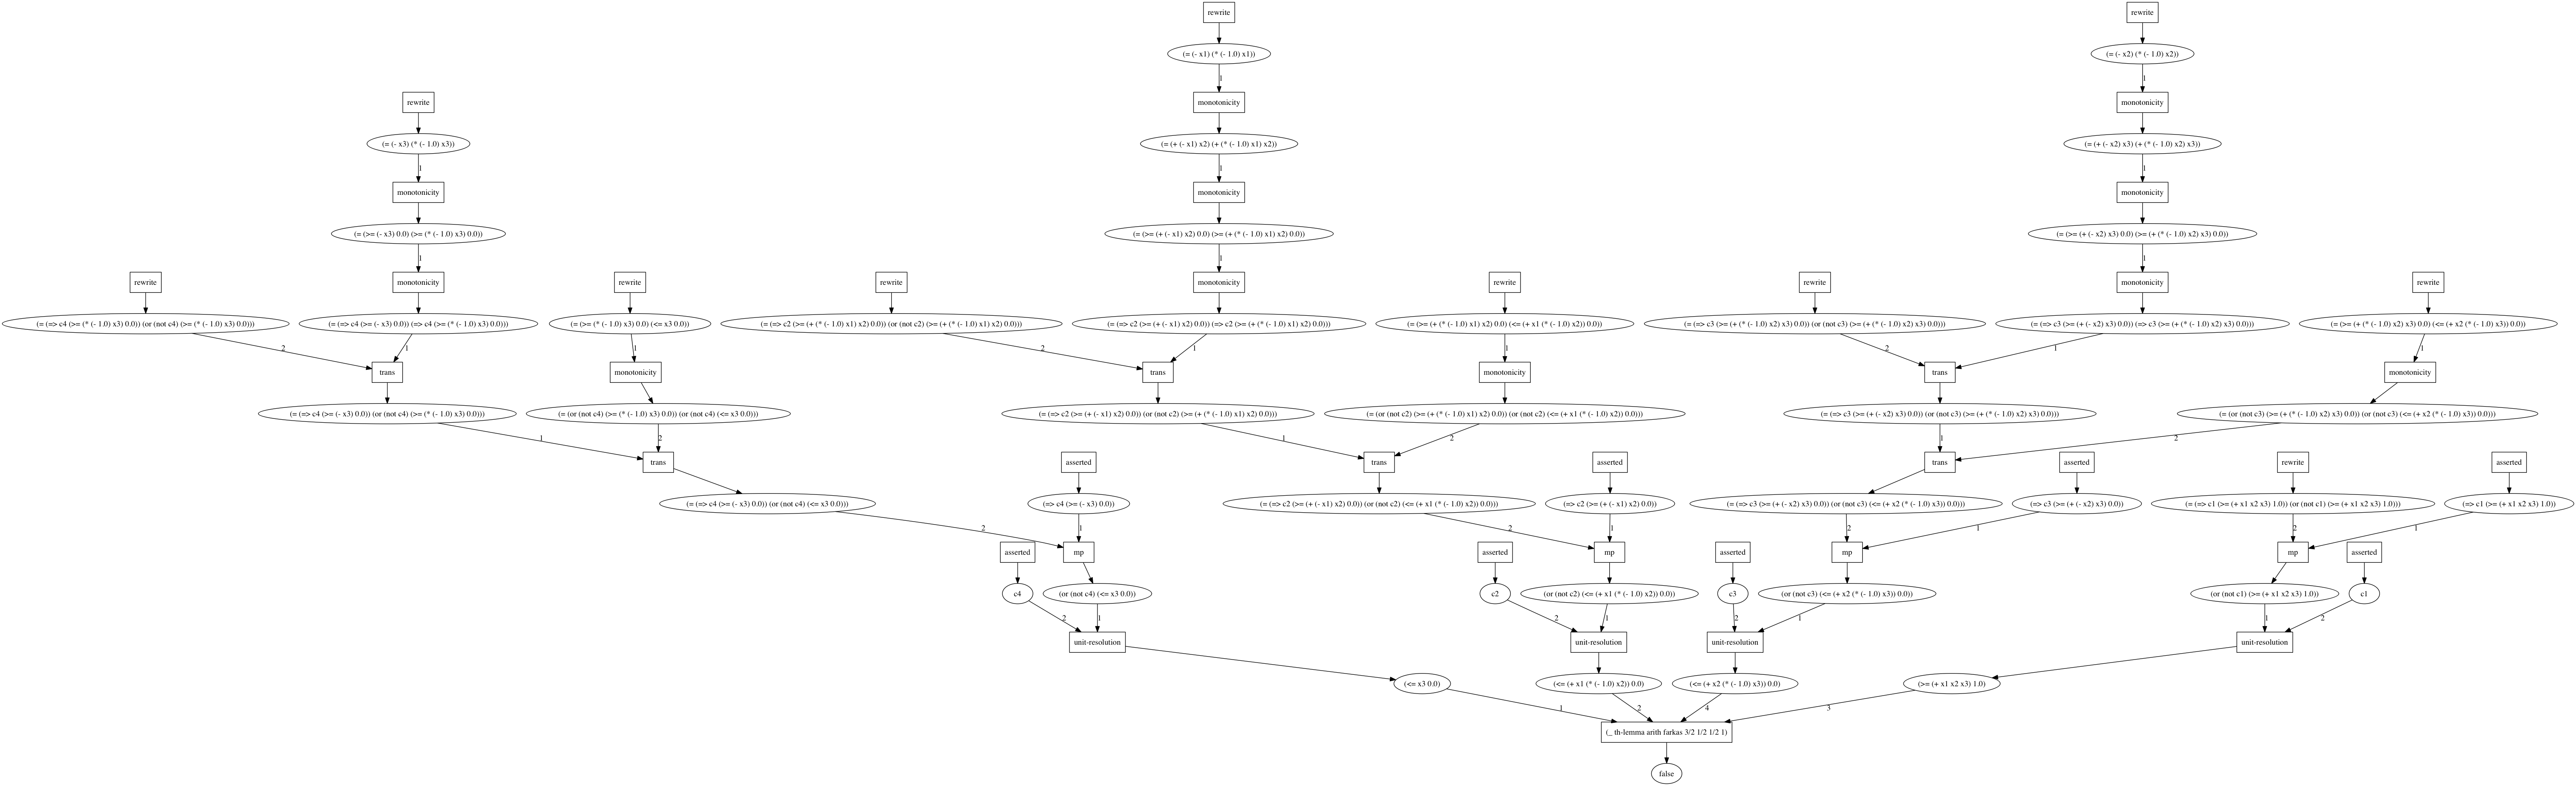 rewrite
rewrite
(= (- x1) (* (- 1.0) x1))
(= (- x2) (* (- 1.0) x2))
1
1
rewrite
monotonicity
monotonicity
(= (- x3) (* (- 1.0) x3))
(= (+ (- x1) x2) (+ (* (- 1.0) x1) x2))
(= (+ (- x2) x3) (+ (* (- 1.0) x2) x3))
1
1
1
monotonicity
monotonicity
monotonicity
(= (>= (- x3) 0.0) (>= (* (- 1.0) x3) 0.0))
(= (>= (+ (- x1) x2) 0.0) (>= (+ (* (- 1.0) x1) x2) 0.0))
(= (>= (+ (- x2) x3) 0.0) (>= (+ (* (- 1.0) x2) x3) 0.0))
1
1
1
rewrite
monotonicity
rewrite
rewrite
monotonicity
rewrite
rewrite
monotonicity
rewrite
(= (=> c4 (>= (* (- 1.0) x3) 0.0)) (or (not c4) (>= (* (- 1.0) x3) 0.0)))
(= (=> c4 (>= (- x3) 0.0)) (=> c4 (>= (* (- 1.0) x3) 0.0)))
(= (>= (* (- 1.0) x3) 0.0) (<= x3 0.0))
(= (=> c2 (>= (+ (* (- 1.0) x1) x2) 0.0)) (or (not c2) (>= (+ (* (- 1.0) x1) x2) 0.0)))
(= (=> c2 (>= (+ (- x1) x2) 0.0)) (=> c2 (>= (+ (* (- 1.0) x1) x2) 0.0)))
(= (>= (+ (* (- 1.0) x1) x2) 0.0) (<= (+ x1 (* (- 1.0) x2)) 0.0))
(= (=> c3 (>= (+ (* (- 1.0) x2) x3) 0.0)) (or (not c3) (>= (+ (* (- 1.0) x2) x3) 0.0)))
(= (=> c3 (>= (+ (- x2) x3) 0.0)) (=> c3 (>= (+ (* (- 1.0) x2) x3) 0.0)))
(= (>= (+ (* (- 1.0) x2) x3) 0.0) (<= (+ x2 (* (- 1.0) x3)) 0.0))
2
1
1
2
1
1
2
1
1
trans
monotonicity
trans
monotonicity
trans
monotonicity
(= (=> c4 (>= (- x3) 0.0)) (or (not c4) (>= (* (- 1.0) x3) 0.0)))
(= (or (not c4) (>= (* (- 1.0) x3) 0.0)) (or (not c4) (<= x3 0.0)))
(= (=> c2 (>= (+ (- x1) x2) 0.0)) (or (not c2) (>= (+ (* (- 1.0) x1) x2) 0.0)))
(= (or (not c2) (>= (+ (* (- 1.0) x1) x2) 0.0)) (or (not c2) (<= (+ x1 (* (- 1.0) x2)) 0.0)))
(= (=> c3 (>= (+ (- x2) x3) 0.0)) (or (not c3) (>= (+ (* (- 1.0) x2) x3) 0.0)))
(= (or (not c3) (>= (+ (* (- 1.0) x2) x3) 0.0)) (or (not c3) (<= (+ x2 (* (- 1.0) x3)) 0.0)))
1
2
1
2
1
2
trans
asserted
trans
asserted
trans
asserted
rewrite
asserted
(= (=> c4 (>= (- x3) 0.0)) (or (not c4) (<= x3 0.0)))
(=> c4 (>= (- x3) 0.0))
(= (=> c2 (>= (+ (- x1) x2) 0.0)) (or (not c2) (<= (+ x1 (* (- 1.0) x2)) 0.0)))
(=> c2 (>= (+ (- x1) x2) 0.0))
(= (=> c3 (>= (+ (- x2) x3) 0.0)) (or (not c3) (<= (+ x2 (* (- 1.0) x3)) 0.0)))
(=> c3 (>= (+ (- x2) x3) 0.0))
(= (=> c1 (>= (+ x1 x2 x3) 1.0)) (or (not c1) (>= (+ x1 x2 x3) 1.0)))
(=> c1 (>= (+ x1 x2 x3) 1.0))
2
1
2
1
2
1
2
1
asserted
mp
asserted
mp
asserted
mp
mp
asserted
c4
(or (not c4) (<= x3 0.0))
c2
(or (not c2) (<= (+ x1 (* (- 1.0) x2)) 0.0))
c3
(or (not c3) (<= (+ x2 (* (- 1.0) x3)) 0.0))
(or (not c1) (>= (+ x1 x2 x3) 1.0))
c1
2
1
2
1
2
1
1
2
unit-resolution
unit-resolution
unit-resolution
unit-resolution
(<= x3 0.0)
(<= (+ x1 (* (- 1.0) x2)) 0.0)
(<= (+ x2 (* (- 1.0) x3)) 0.0)
(>= (+ x1 x2 x3) 1.0)
1
2
4
3
(_ th-lemma arith farkas 3/2 1/2 1/2 1)
false